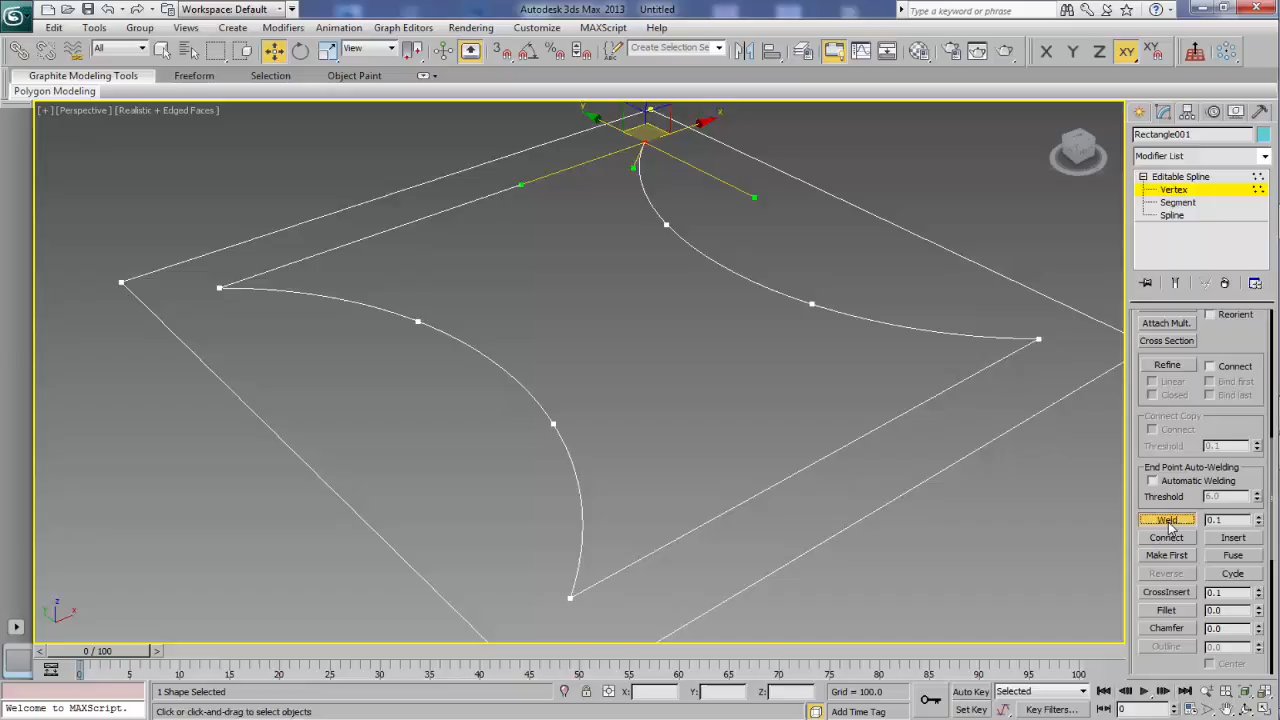 Workspace: Default
Autodesk 3ds Max 2013 Untitled
Type a keyword or phrase
Edit Tools Group Views Create Modifiers Animation Graph Editors Rendering Customize MAXScript Help
All
View
Create Selection Se
X Y Z XY XY
Graphite Modeling Tools Freeform Selection Object Paint
Polygon Modeling
[ + ] [Perspective ] [Realistic + Edged Faces ]
y x
z
x
Rectangle001
Modifier List
Editable Spline
Vertex
Segment
Spline
Reorient
Attach Mult.
Cross Section
Refine Connect
Linear Bind first
Closed Bind last
Connect Copy
Connect
Threshold 0.1
End Point Auto-Welding
Automatic Welding
Threshold 6.0
Weld 0.1
Connect Insert
Make First Fuse
Reverse Cycle
CrossInsert 0.1
Fillet 0.0
Chamfer 0.0
Outline 0.0
Center
< 0 / 100 >
0 5 10 15 20 25 30 35 40 45 50 55 60 65 70 75 80 85 90 95 100
1 Shape Selected
X: Y: Z: Grid = 100.0
Auto Key Selected
Welcome to MAXScript.
Click or click-and-drag to select objects
Add Time Tag
Set Key Key Filters... 0